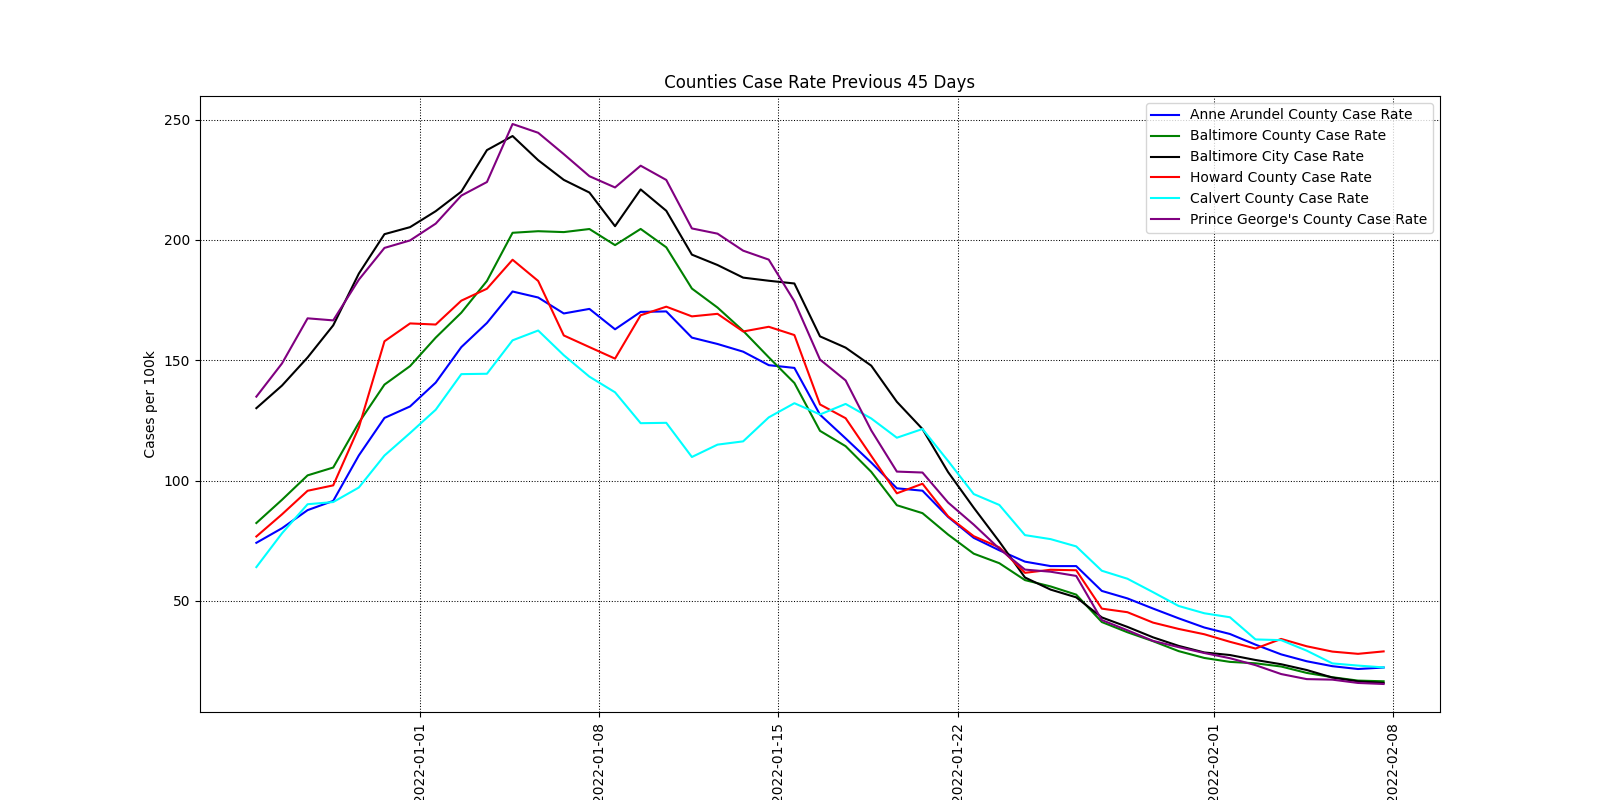 Counties Case Rate Previous 45 Days
Cases per 100k
250
200
150
100
50
Anne Arundel County Case Rate
Baltimore County Case Rate
Baltimore City Case Rate
Howard County Case Rate
Calvert County Case Rate
Prince George's County Case Rate
2022-01-01
2022-01-08
2022-01-15
2022-01-22
2022-02-01
2022-02-08